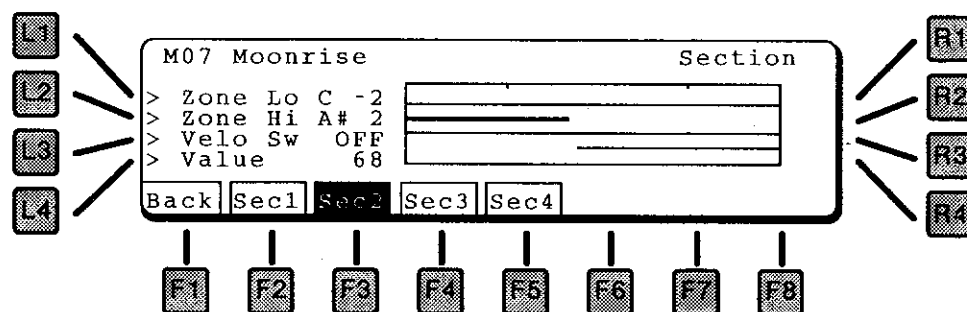 L1
R1
M07 Moonrise Section
L2
R2
> Zone Lo C -2
> Zone Hi A# 2
L3
R3
> Velo Sw OFF
> Value 68
L4
R4
Back Sec1 Sec2 Sec3 Sec4
F1 F2 F3 F4 F5 F6 F7 F8